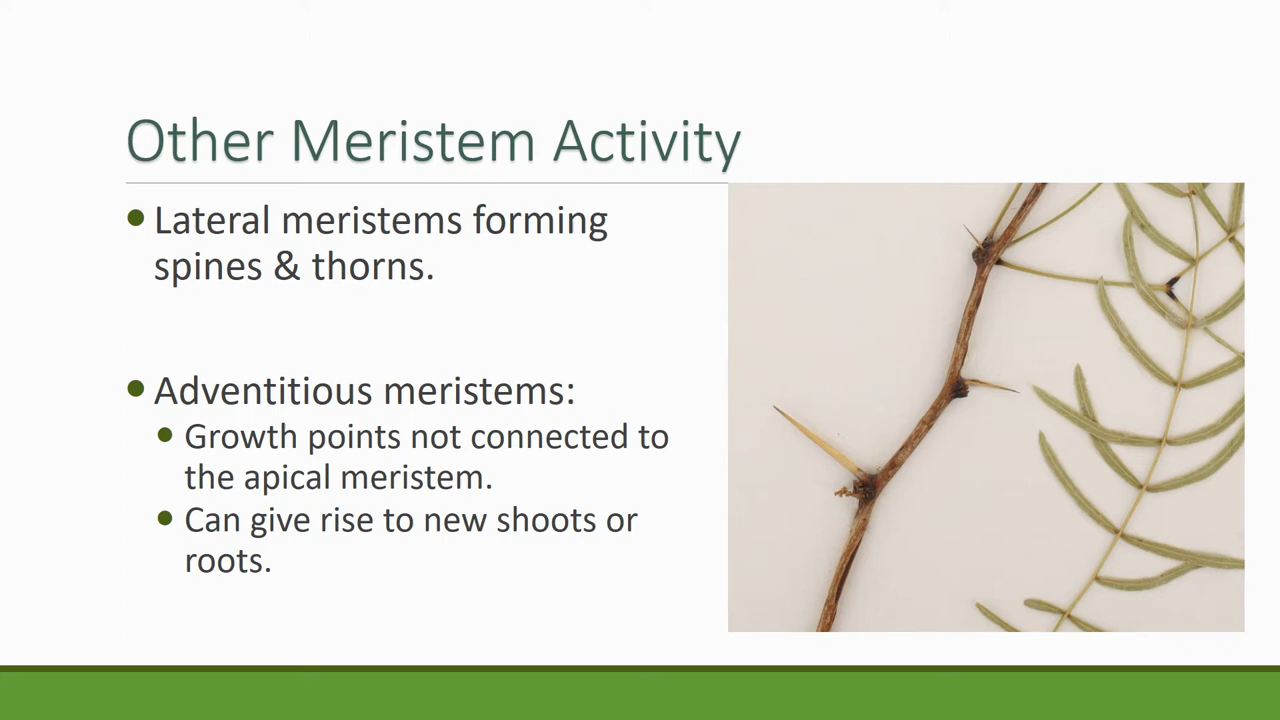 Other Meristem Activity
Lateral meristems forming
spines & thorns.
Adventitious meristems:
Growth points not connected to
the apical meristem.
Can give rise to new shoots or
roots.